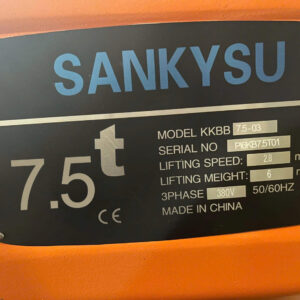 SANKYSU
7.5t
CE
MODEL KKBB 7.5-03
SERIAL NO
LIFTING SPEED: 2.8 m
LIFTING MEIGHT: 6 m
3PHASE 380V 50/60HZ
MADE IN CHINA